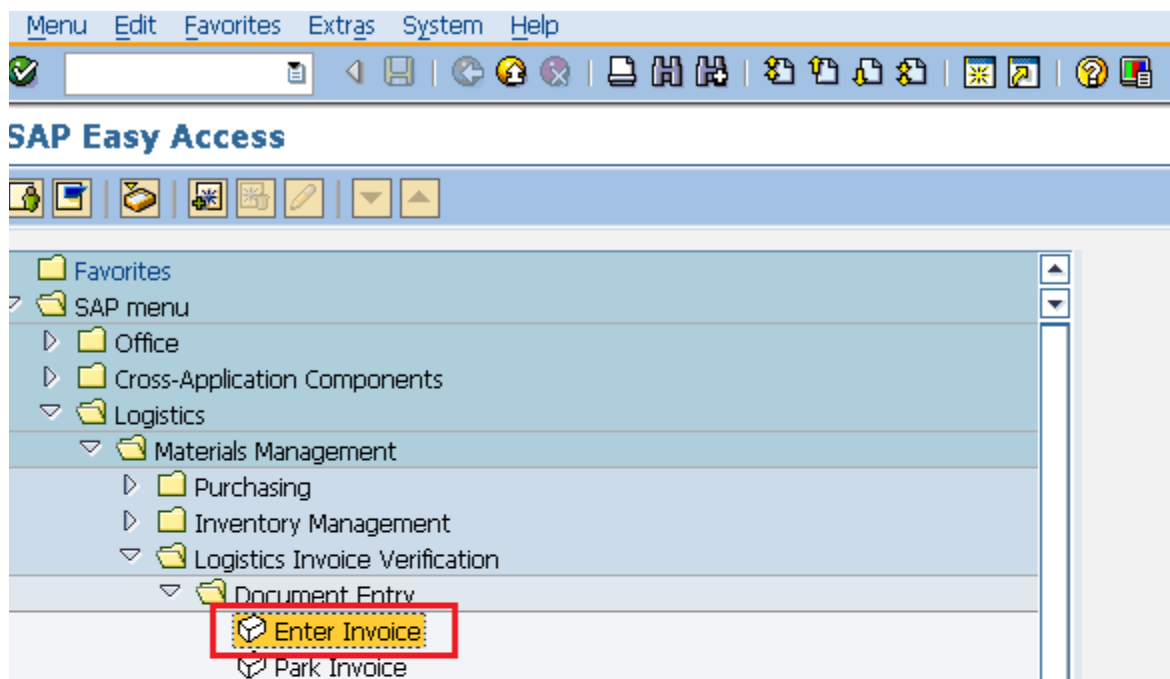 Menu Edit Favorites Extras System Help
SAP Easy Access
Favorites
SAP menu
Office
Cross-Application Components
Logistics
Materials Management
Purchasing
Inventory Management
Logistics Invoice Verification
Document Entry
Enter Invoice
Park Invoice